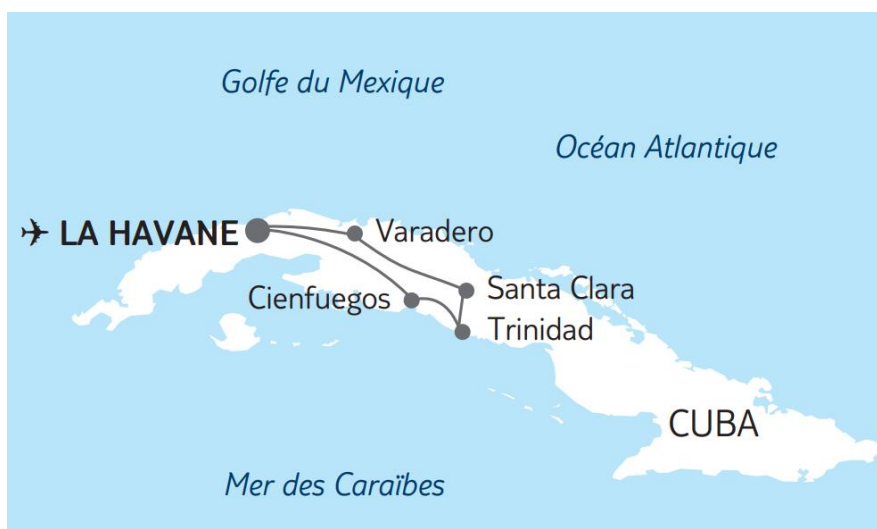 Golfe du Mexique
Océan Atlantique
LA HAVANE
Varadero
Cienfuegos
Santa Clara
Trinidad
CUBA
Mer des Caraïbes